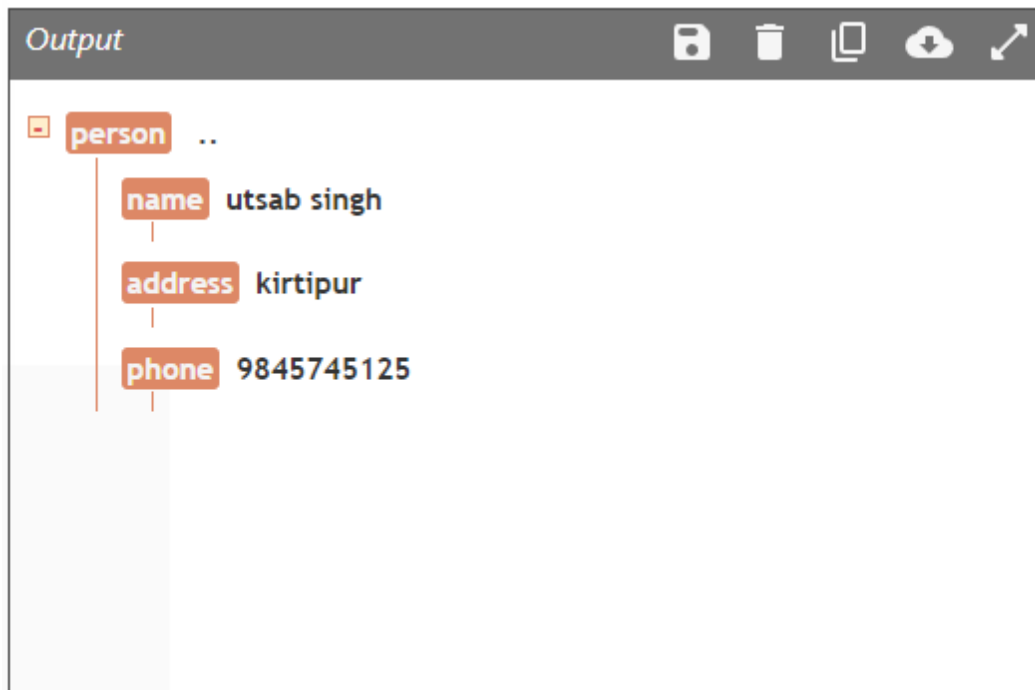 Output
- person ..
name utsab singh
address kirtipur
phone 9845745125